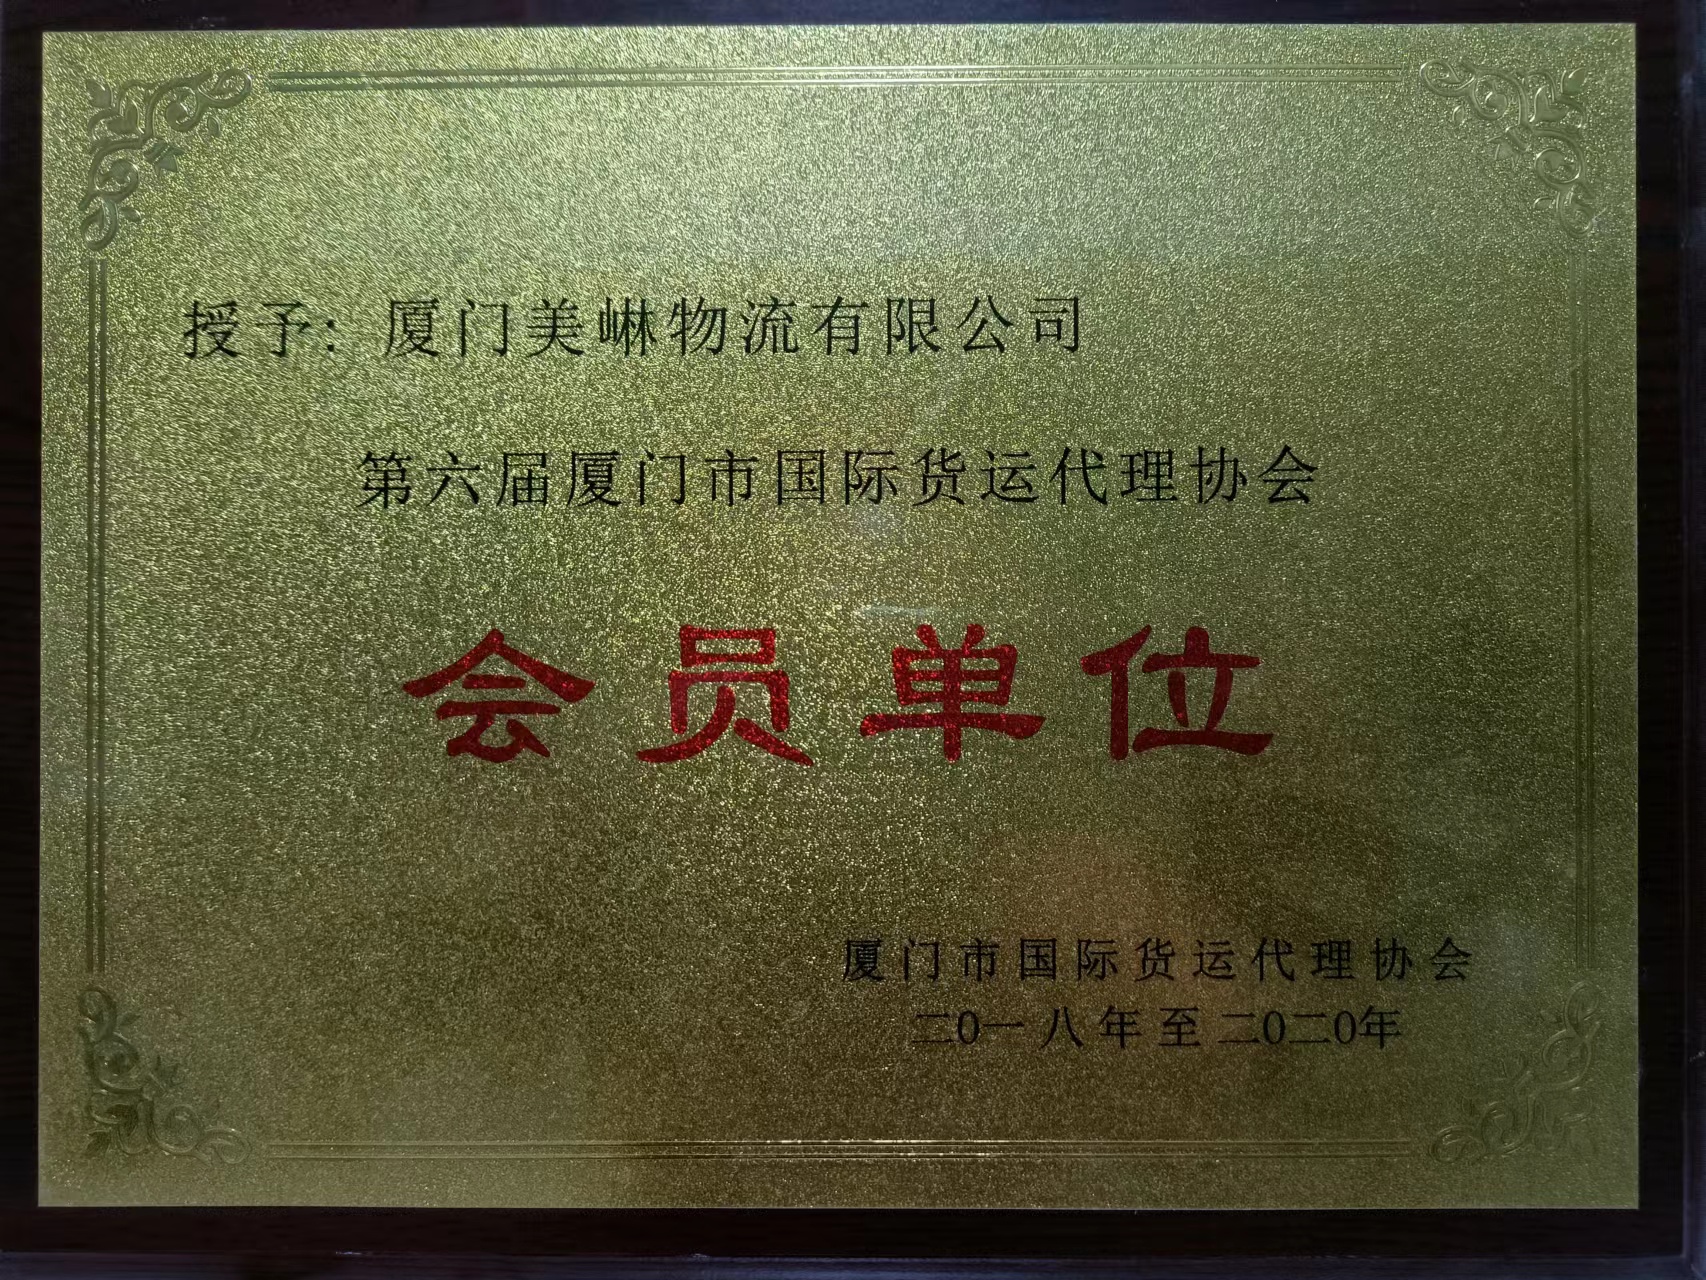 授予：厦门美崊物流有限公司
第六届厦门市国际货运代理协会
会员单位
厦门市国际货运代理协会
二0一八年至二0二0年